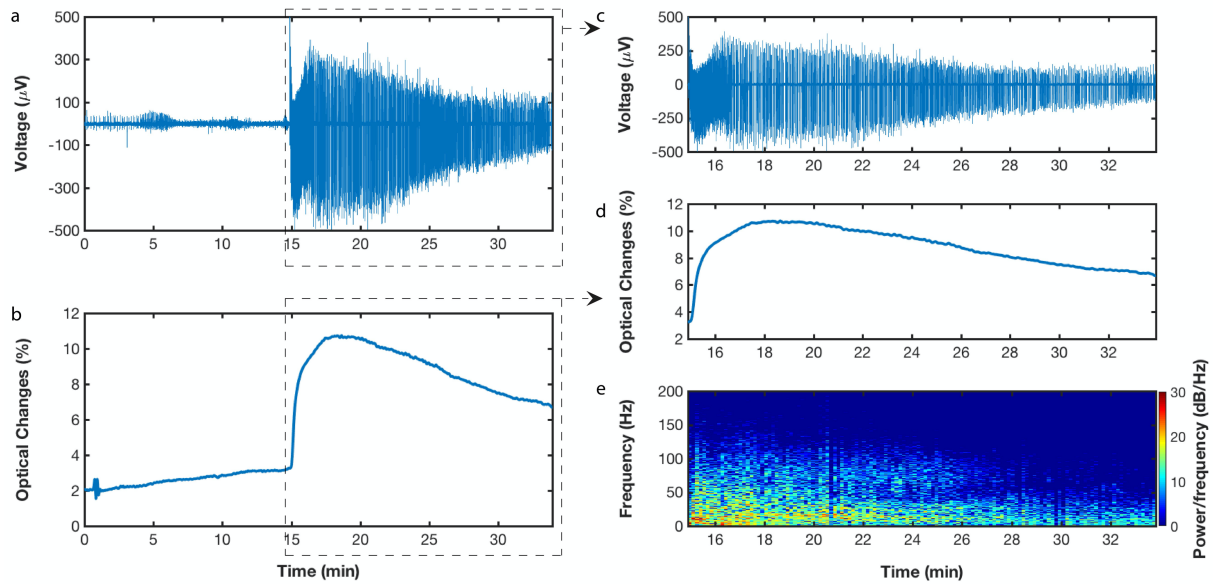 a
500
300
100
-100
-300
-500
Voltage (μV)
0 5 10 15 20 25 30
b
12
10
8
6
4
2
0
Optical Changes (%)
0 5 10 15 20 25 30
Time (min)
c
500
250
0
-250
-500
Voltage (μV)
16 18 20 22 24 26 28 30 32
d
12
10
8
6
4
2
Optical Changes (%)
16 18 20 22 24 26 28 30 32
e
200
150
100
50
0
Frequency (Hz)
16 18 20 22 24 26 28 30 32
Time (min)
30
20
10
0
Power/frequency (dB/Hz)